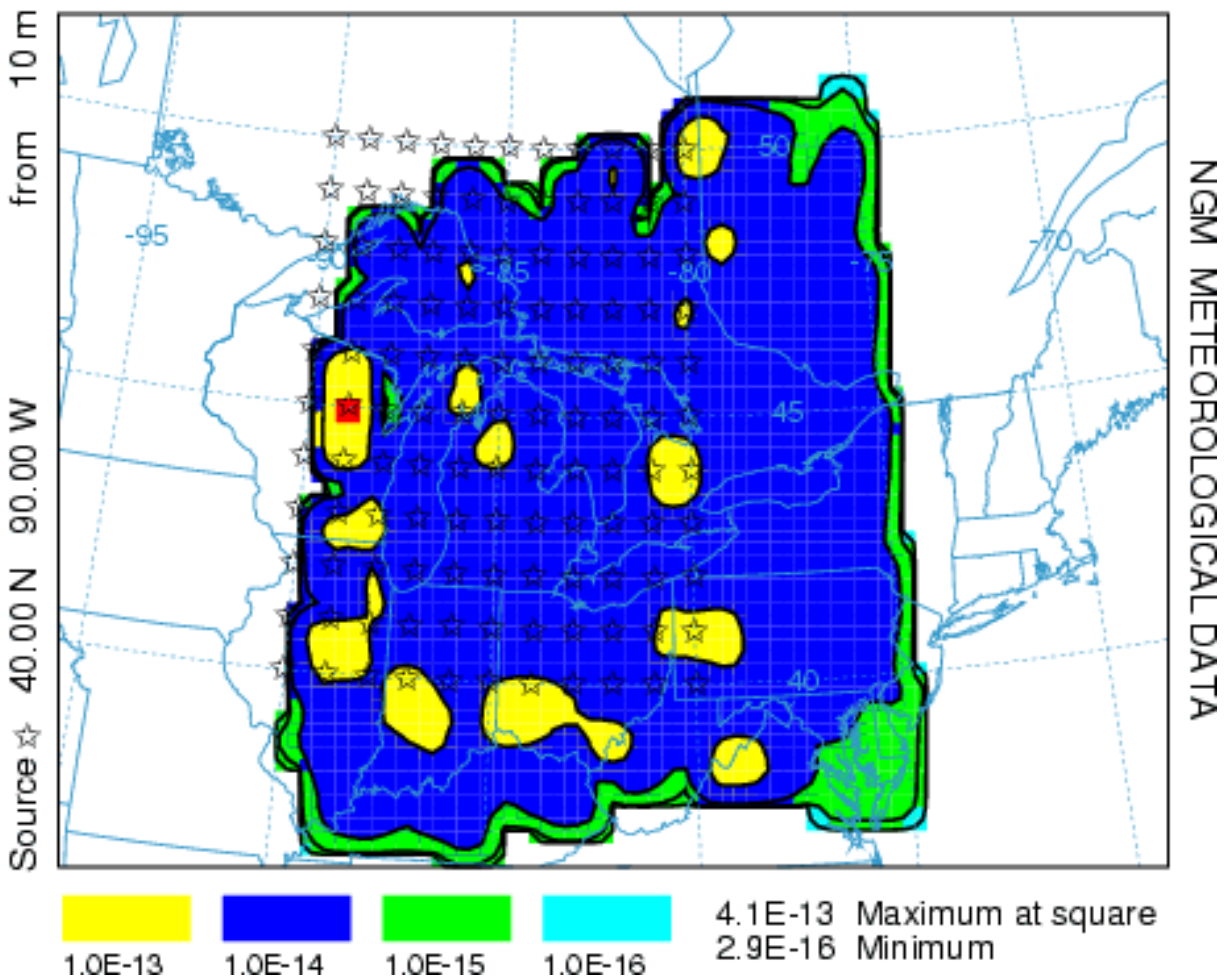 Source ☆ 40.00 N 90.00 W from 10 m
NGM METEOROLOGICAL DATA
50
-95
-90
-85
-80
-75
-70
45
40
4.1E-13 Maximum at square
2.9E-16 Minimum
1.0E-13 1.0E-14 1.0E-15 1.0E-16